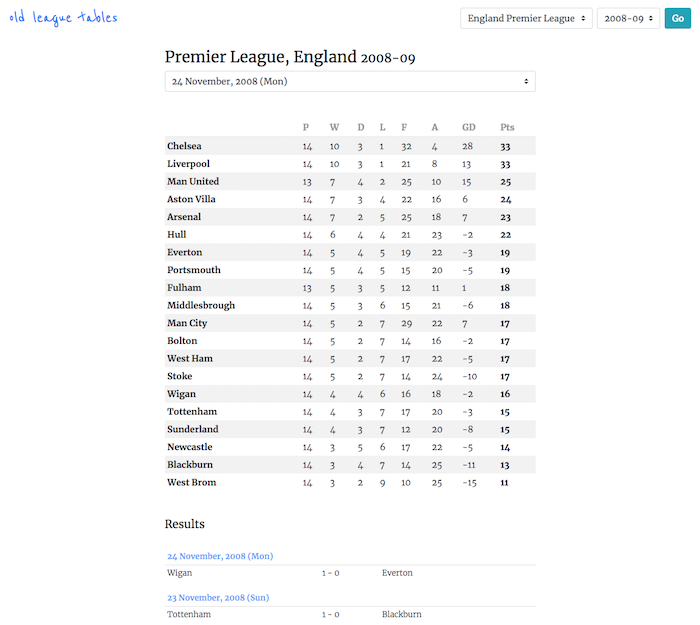 old league tables
England Premier League
2008-09
Go
Premier League, England 2008-09
24 November, 2008 (Mon)
P W D L F A GD Pts
Chelsea 14 10 3 1 32 4 28 33
Liverpool 14 10 3 1 21 8 13 33
Man United 13 7 4 2 25 10 15 25
Aston Villa 14 7 3 4 22 16 6 24
Arsenal 14 7 2 5 25 18 7 23
Hull 14 6 4 4 21 23 -2 22
Everton 14 5 4 5 19 22 -3 19
Portsmouth 14 5 4 5 15 20 -5 19
Fulham 13 5 3 5 12 11 1 18
Middlesbrough 14 5 3 6 15 21 -6 18
Man City 14 5 2 7 29 22 7 17
Bolton 14 5 2 7 14 16 -2 17
West Ham 14 5 2 7 17 22 -5 17
Stoke 14 5 2 7 14 24 -10 17
Wigan 14 4 4 6 16 18 -2 16
Tottenham 14 4 3 7 17 20 -3 15
Sunderland 14 4 3 7 12 20 -8 15
Newcastle 14 3 5 6 17 22 -5 14
Blackburn 14 3 4 7 14 25 -11 13
West Brom 14 3 2 9 10 25 -15 11
Results
24 November, 2008 (Mon)
Wigan 1 - 0 Everton
23 November, 2008 (Sun)
Tottenham 1 - 0 Blackburn